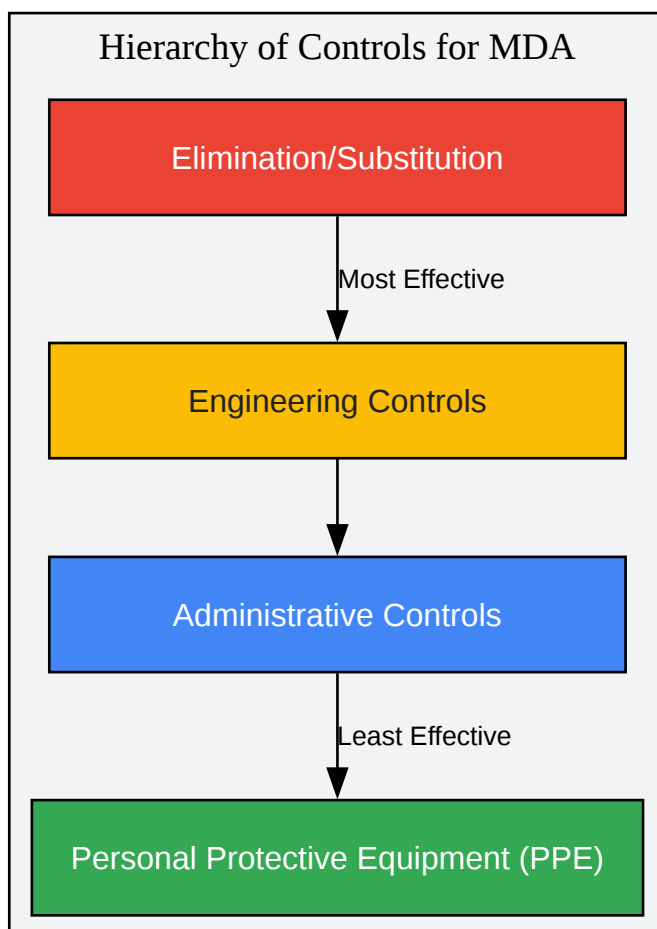 Hierarchy of Controls for MDA
Elimination/Substitution
Most Effective
Engineering Controls
Administrative Controls
Least Effective
Personal Protective Equipment (PPE)